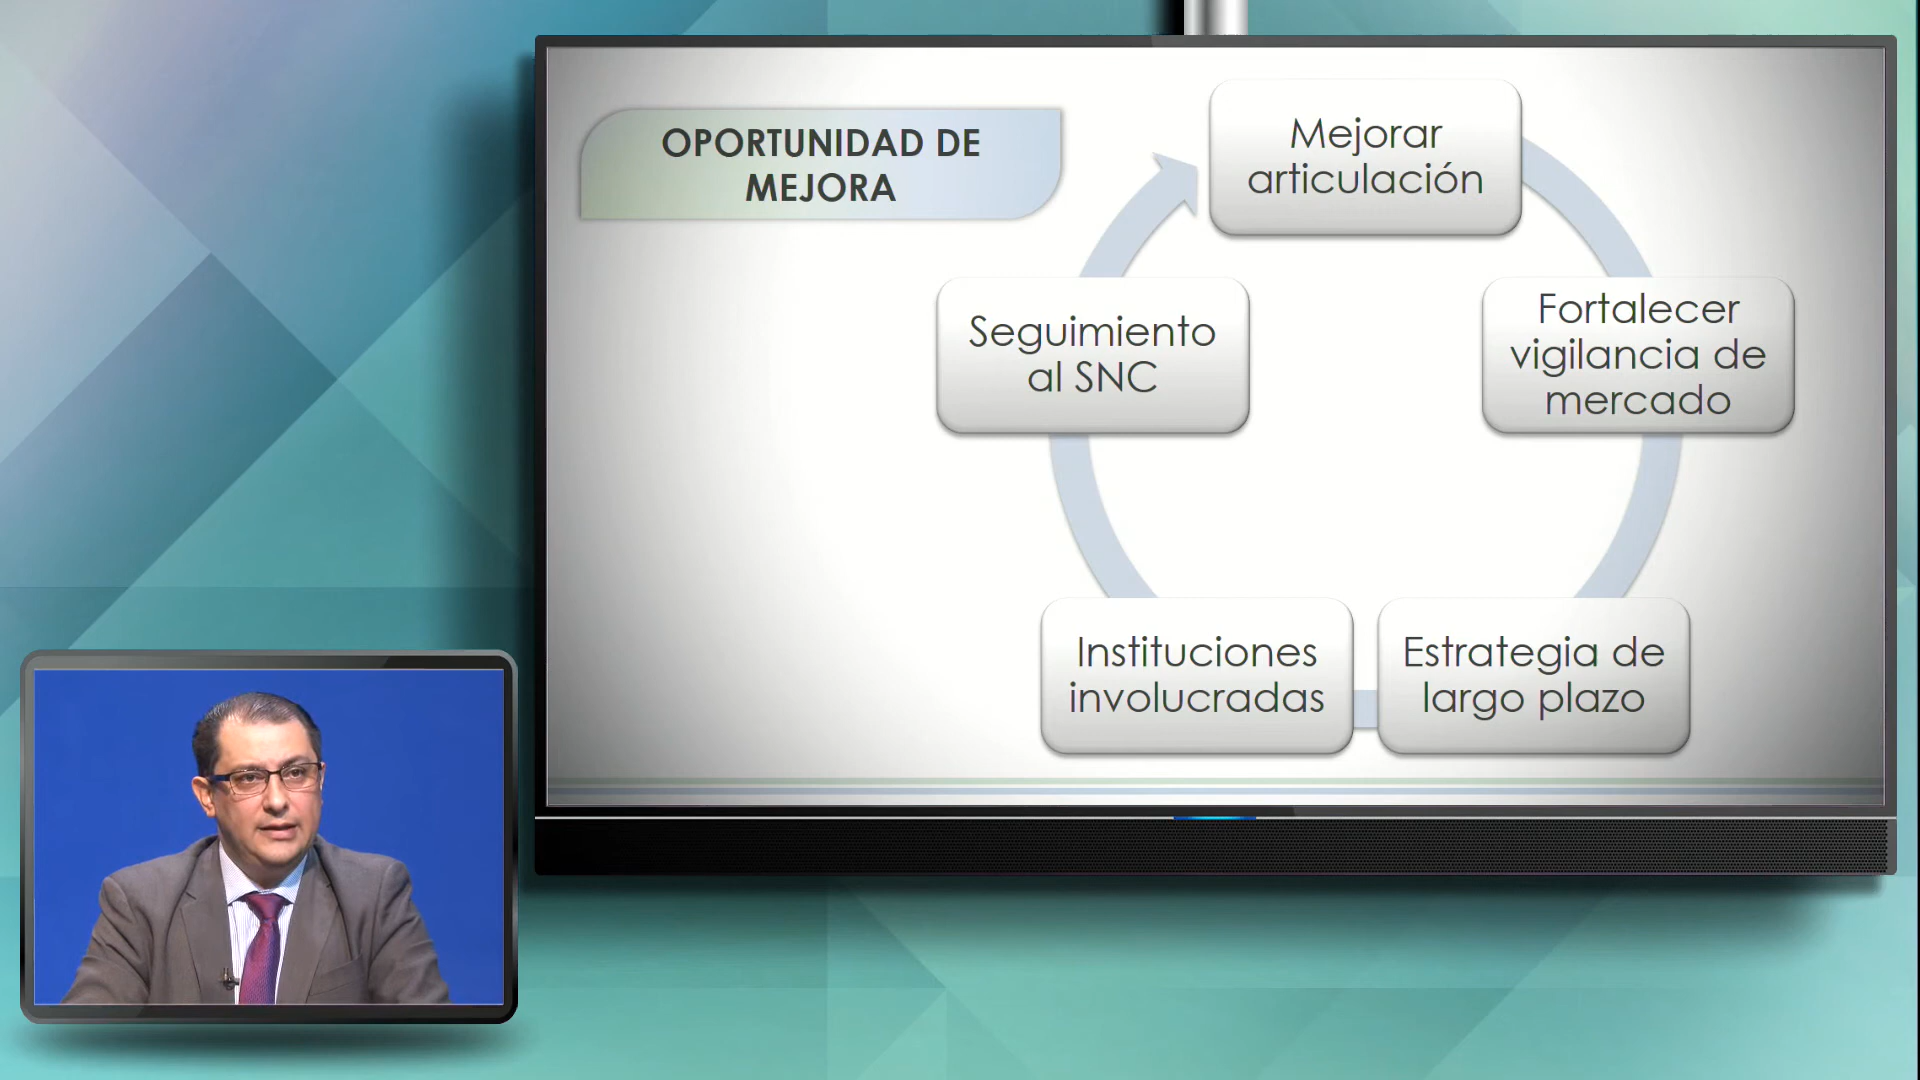 OPORTUNIDAD DE
MEJORA
Mejorar
articulación
Fortalecer
vigilancia de
mercado
Estrategia de
largo plazo
Instituciones
involucradas
Seguimiento
al SNC